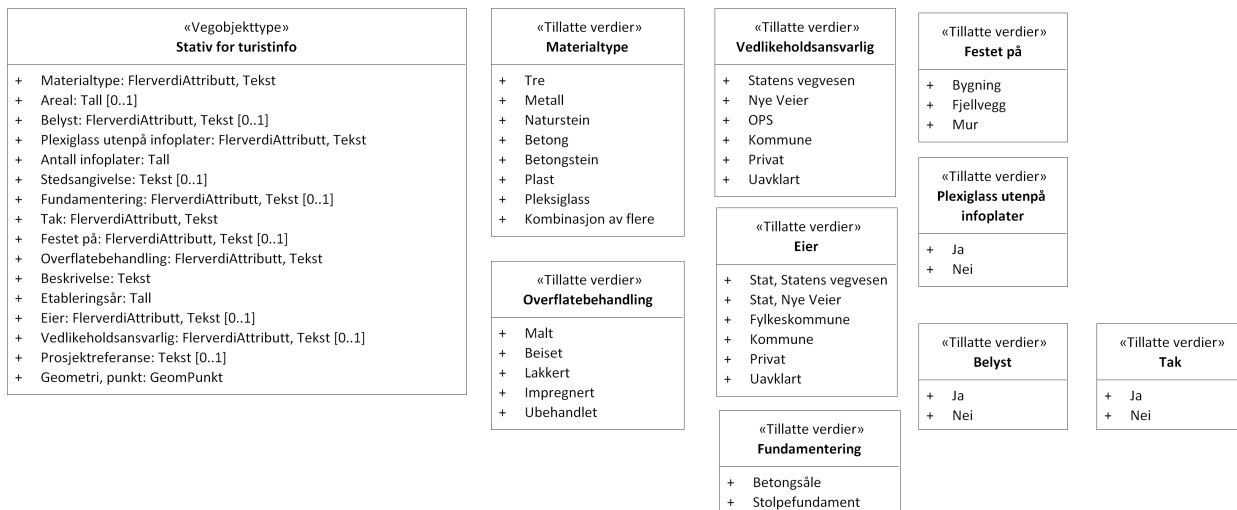 «Vegobjekttype»
Stativ for turistinfo
+ Materialtype: FlerverdiAttributt, Tekst
+ Areal: Tall [0..1]
+ Belyst: FlerverdiAttributt, Tekst [0..1]
+ Plexiglass utenpå infoplater: FlerverdiAttributt, Tekst
+ Antall infoplater: Tall
+ Stedsangivelse: Tekst [0..1]
+ Fundamentering: FlerverdiAttributt, Tekst [0..1]
+ Tak: FlerverdiAttributt, Tekst
+ Festet på: FlerverdiAttributt, Tekst [0..1]
+ Overflatebehandling: FlerverdiAttributt, Tekst
+ Beskrivelse: Tekst
+ Etableringsår: Tall
+ Eier: FlerverdiAttributt, Tekst [0..1]
+ Vedlikeholdsansvarlig: FlerverdiAttributt, Tekst [0..1]
+ Prosjektreferanse: Tekst [0..1]
+ Geometri, punkt: GeomPunkt
«Tillatte verdier»
Materialtype
+ Tre
+ Metall
+ Naturstein
+ Betong
+ Betongstein
+ Plast
+ Pleksiglass
+ Kombinasjon av flere
«Tillatte verdier»
Overflatebehandling
+ Malt
+ Beiset
+ Lakkert
+ Impregnert
+ Ubehandlet
«Tillatte verdier»
Vedlikeholdsansvarlig
+ Statens vegvesen
+ Nye Veier
+ OPS
+ Kommune
+ Privat
+ Uavklart
«Tillatte verdier»
Eier
+ Stat, Statens vegvesen
+ Stat, Nye Veier
+ Fylkeskommune
+ Kommune
+ Privat
+ Uavklart
«Tillatte verdier»
Fundamentering
+ Betongsåle
+ Stolpefundament
«Tillatte verdier»
Festet på
+ Bygning
+ Fjellvegg
+ Mur
«Tillatte verdier»
Plexiglass utenpå
infoplater
+ Ja
+ Nei
«Tillatte verdier»
Belyst
+ Ja
+ Nei
«Tillatte verdier»
Tak
+ Ja
+ Nei